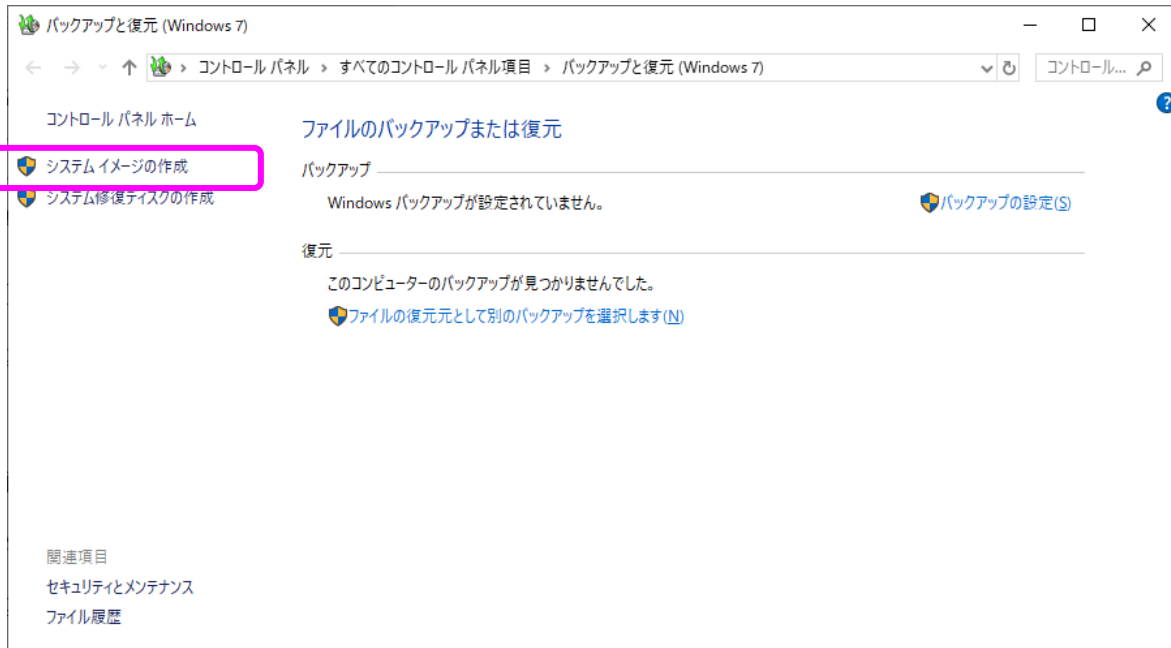 バックアップと復元 (Windows 7)
コントロール パネル › すべてのコントロール パネル項目 › バックアップと復元 (Windows 7)
コントロール...
コントロール パネル ホーム
システム イメージの作成
システム修復ディスクの作成
ファイルのバックアップまたは復元
バックアップ
Windows バックアップが設定されていません。
バックアップの設定(S)
復元
このコンピューターのバックアップが見つかりませんでした。
ファイルの復元元として別のバックアップを選択します(N)
関連項目
セキュリティとメンテナンス
ファイル履歴